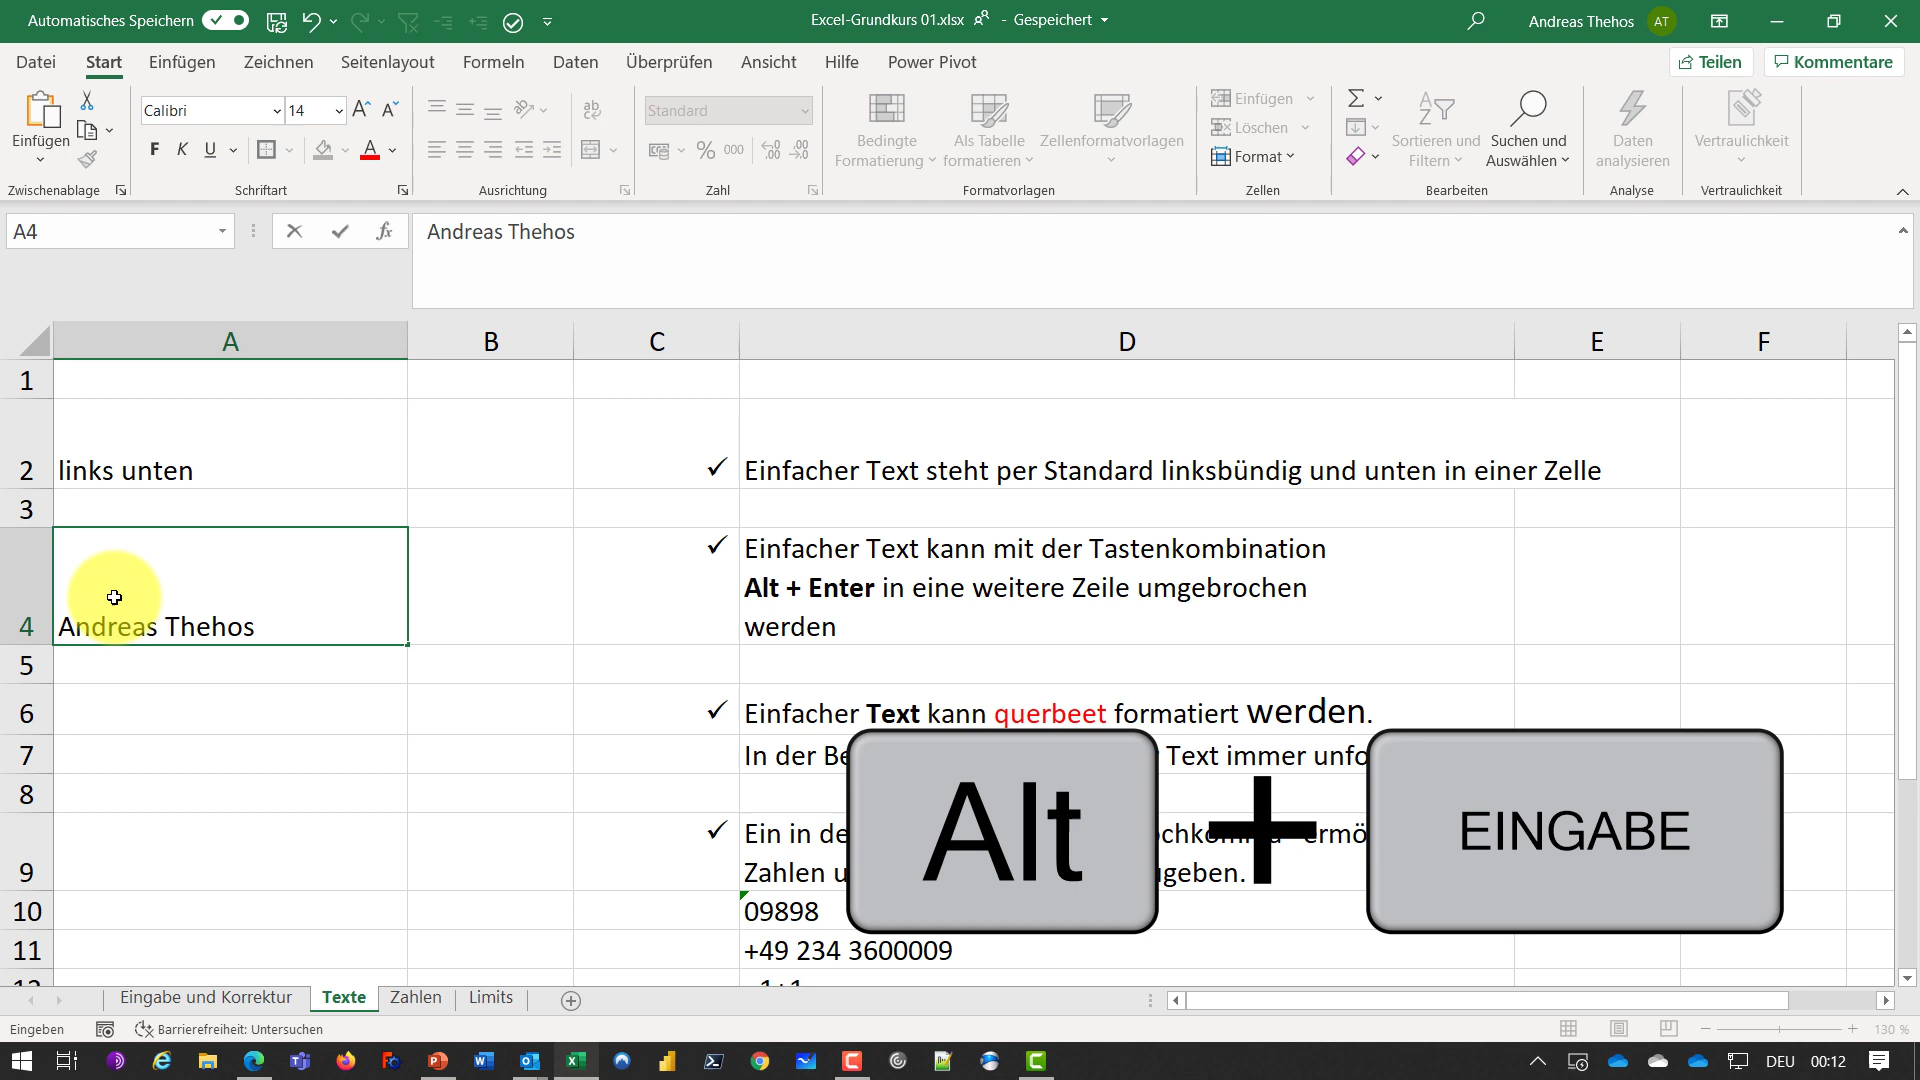 Automatisches Speichern
Excel-Grundkurs 01.xlsx - Gespeichert
Andreas Thehos AT
Datei Start Einfügen Zeichnen Seitenlayout Formeln Daten Überprüfen Ansicht Hilfe Power Pivot
Teilen Kommentare
Einfügen
Zwischenablage
Calibri 14
F K U
Schriftart
Ausrichtung
Standard
% 000
Zahl
Bedingte
Formatierung
Als Tabelle
formatieren
Zellenformatvorlagen
Formatvorlagen
Einfügen
Löschen
Format
Zellen
Sortieren und
Filtern
Suchen und
Auswählen
Bearbeiten
Daten
analysieren
Analyse
Vertraulichkeit
Vertraulichkeit
A4 fx Andreas Thehos
A B C D E F
1
2 links unten ✓ Einfacher Text steht per Standard linksbündig und unten in einer Zelle
3
✓ Einfacher Text kann mit der Tastenkombination
Alt + Enter in eine weitere Zeile umgebrochen
4 Andreas Thehos werden
5
6 ✓ Einfacher Text kann querbeet formatiert werden.
7 In der Text immer
8
✓ Ein in
9 Zahlen
10 09898
11 +49 234 3600009
Alt + EINGABE
Eingabe und Korrektur Texte Zahlen Limits
Eingeben Barrierefreiheit: Untersuchen 130 %
DEU 00:12